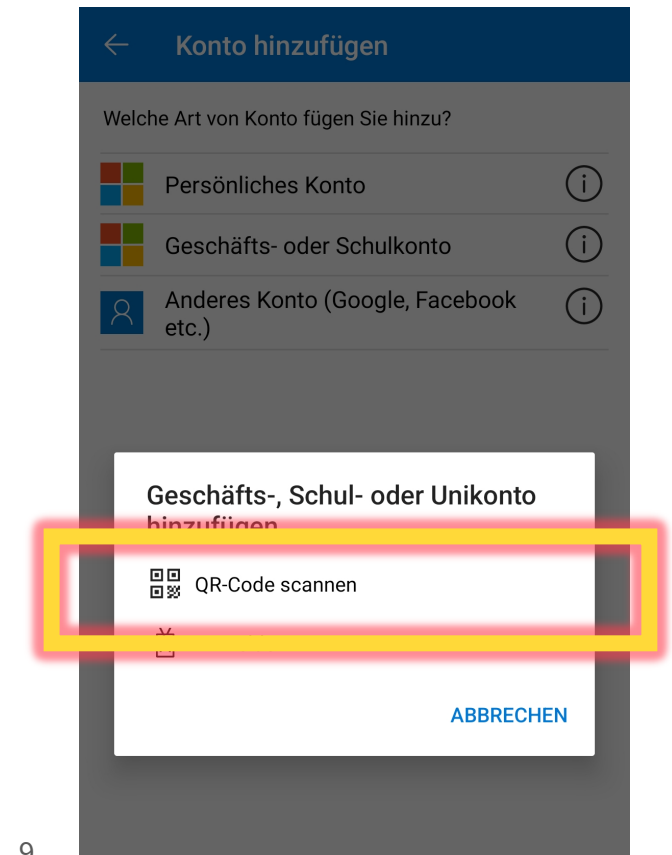 Konto hinzufügen
Welche Art von Konto fügen Sie hinzu?
Persönliches Konto
Geschäfts- oder Schulkonto
Anderes Konto (Google, Facebook
etc.)
Geschäfts-, Schul- oder Unikonto
hinzufügen
QR-Code scannen
ABBRECHEN
9